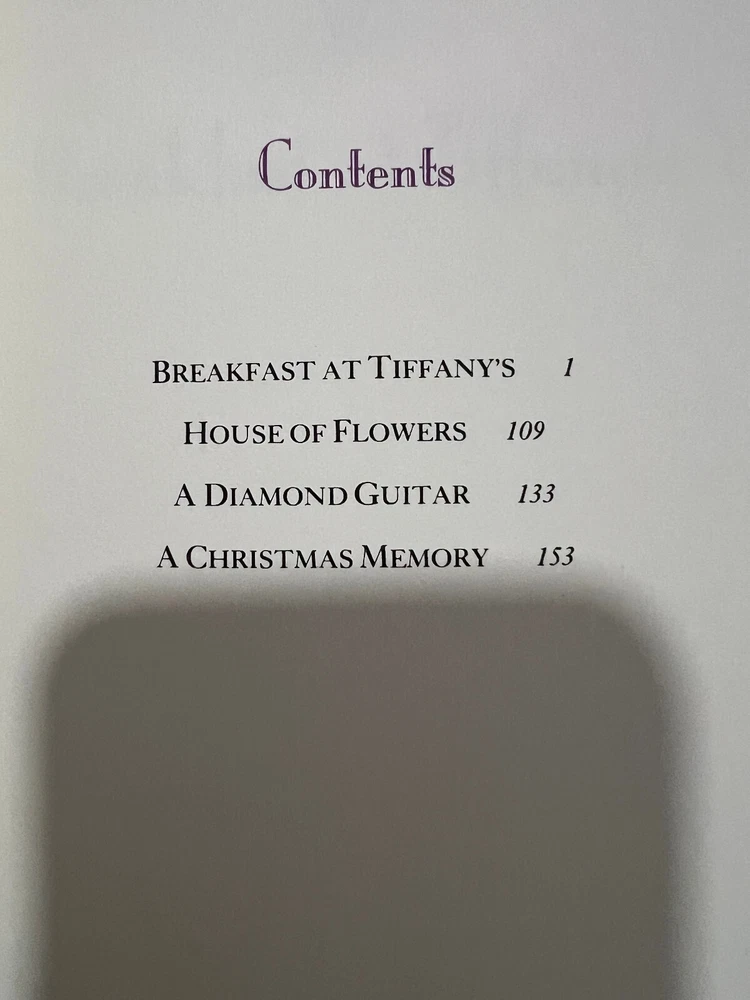 Contents
BREAKFAST AT TIFFANY'S 1
HOUSE OF FLOWERS 109
A DIAMOND GUITAR 133
A CHRISTMAS MEMORY 153